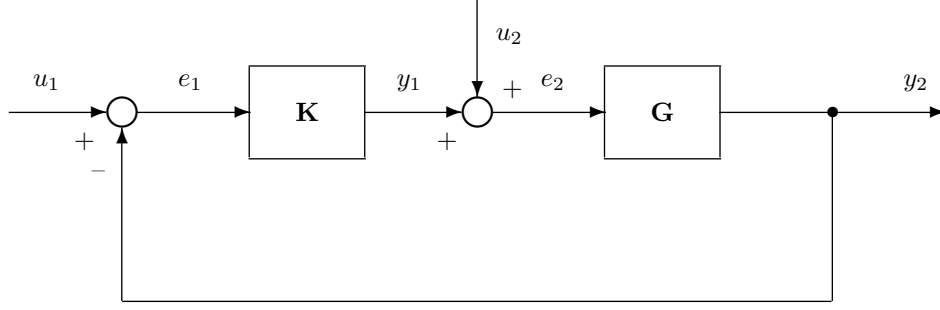 u₂
u₁ e₁ y₁ + e₂ y₂
K G
+ +
−